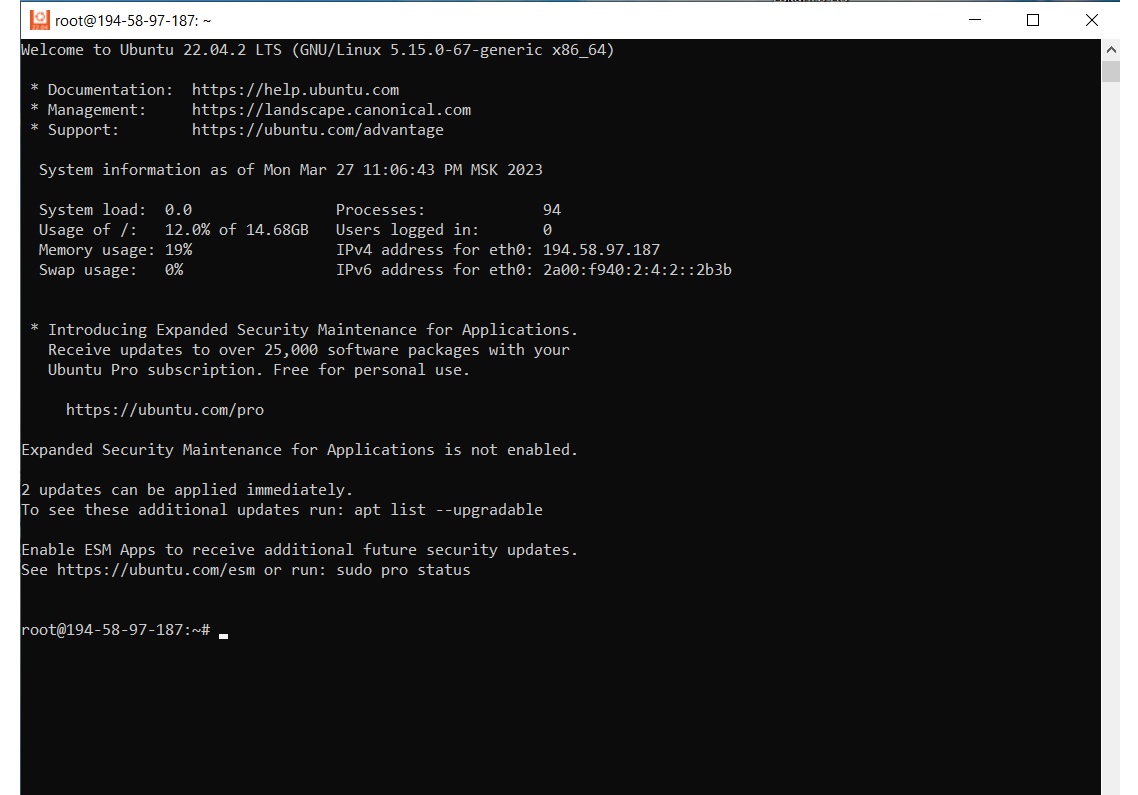 root@194-58-97-187: ~
Welcome to Ubuntu 22.04.2 LTS (GNU/Linux 5.15.0-67-generic x86_64)
* Documentation:  https://help.ubuntu.com
* Management:     https://landscape.canonical.com
* Support:        https://ubuntu.com/advantage
System information as of Mon Mar 27 11:06:43 PM MSK 2023
System load:  0.0                Processes:             94
Usage of /:   12.0% of 14.68GB   Users logged in:       0
Memory usage: 19%                IPv4 address for eth0: 194.58.97.187
Swap usage:   0%                 IPv6 address for eth0: 2a00:f940:2:4:2::2b3b
* Introducing Expanded Security Maintenance for Applications.
Receive updates to over 25,000 software packages with your
Ubuntu Pro subscription. Free for personal use.
https://ubuntu.com/pro
Expanded Security Maintenance for Applications is not enabled.
2 updates can be applied immediately.
To see these additional updates run: apt list --upgradable
Enable ESM Apps to receive additional future security updates.
See https://ubuntu.com/esm or run: sudo pro status
root@194-58-97-187:~#